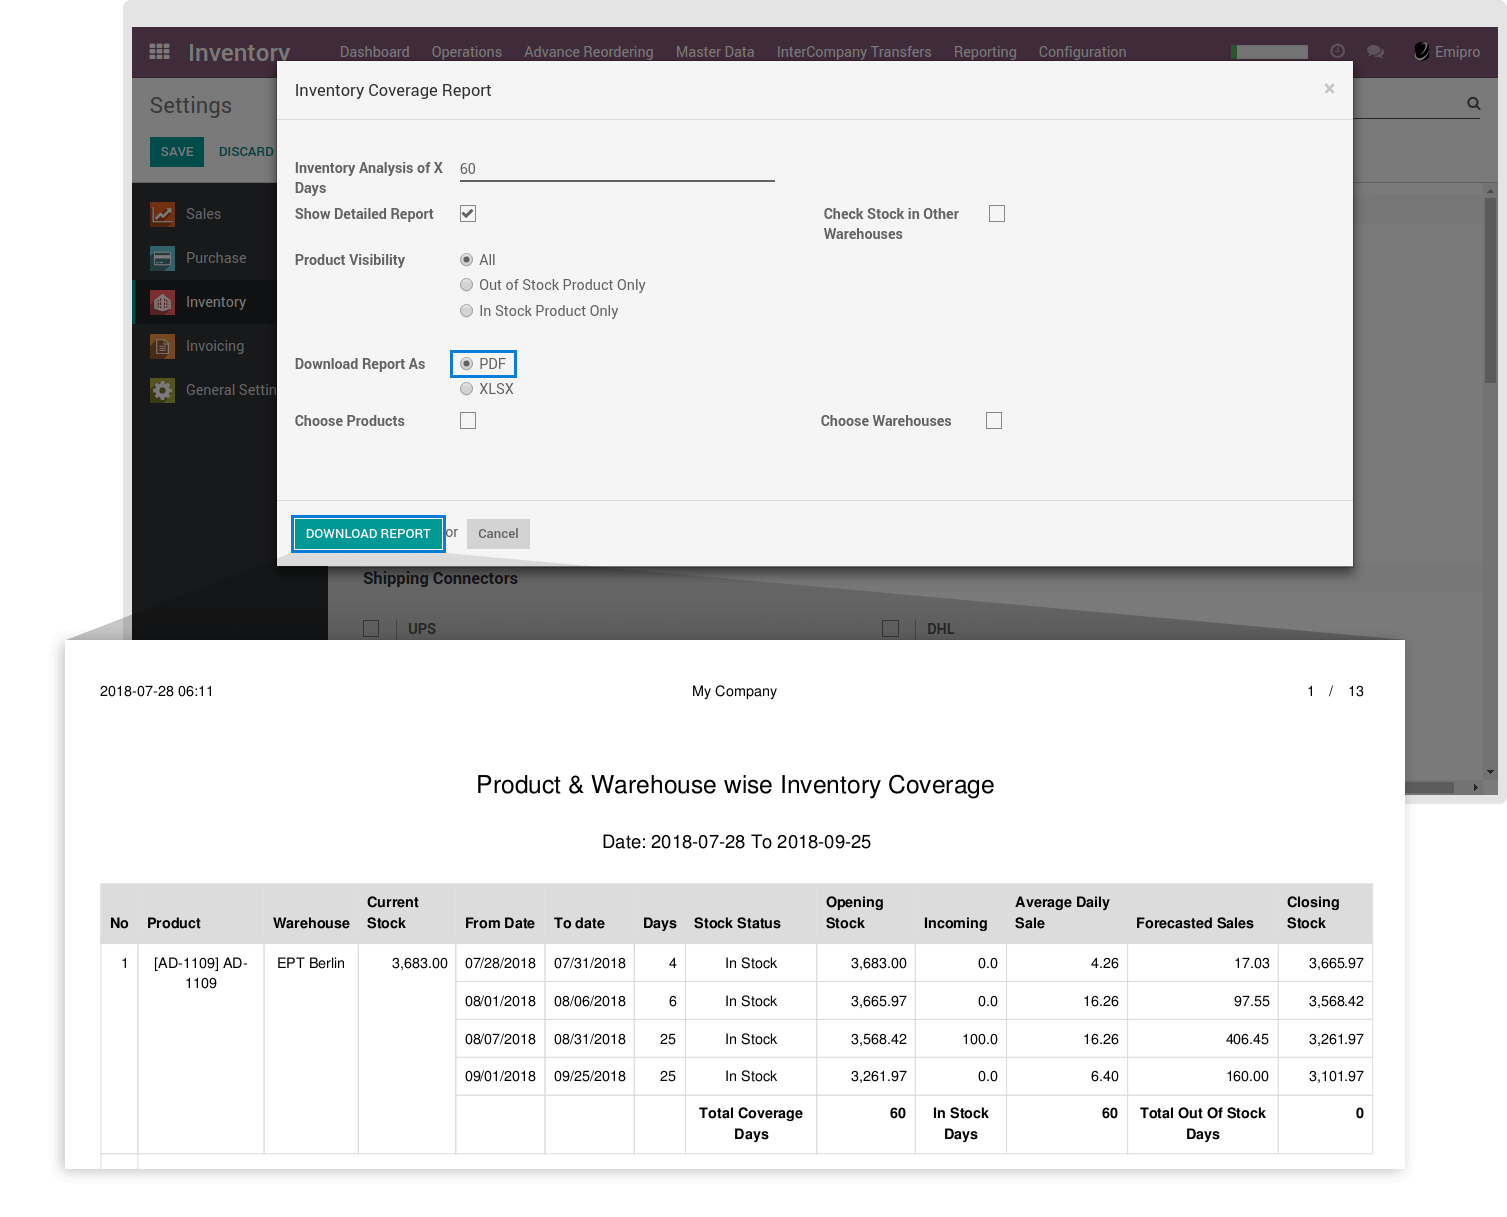 Inventory Dashboard Operations Advance Reordering Master Data InterCompany Transfers Reporting Configuration Emipro
Settings
SAVE DISCARD
Sales
Purchase
Inventory
Invoicing
General Settin
Inventory Coverage Report ×
Inventory Analysis of X 60
Days
Show Detailed Report Check Stock in Other
Warehouses
Product Visibility All
Out of Stock Product Only
In Stock Product Only
Download Report As PDF
XLSX
Choose Products Choose Warehouses
DOWNLOAD REPORT or Cancel
Shipping Connectors
UPS DHL
2018-07-28 06:11 My Company 1 / 13
Product & Warehouse wise Inventory Coverage
Date: 2018-07-28 To 2018-09-25
Current Opening Average Daily Closing
No Product Warehouse Stock From Date To date Days Stock Status Stock Incoming Sale Forecasted Sales Stock
1 [AD-1109] AD- EPT Berlin 3,683.00 07/28/2018 07/31/2018 4 In Stock 3,683.00 0.0 4.26 17.03 3,665.97
1109
08/01/2018 08/06/2018 6 In Stock 3,665.97 0.0 16.26 97.55 3,568.42
08/07/2018 08/31/2018 25 In Stock 3,568.42 100.0 16.26 406.45 3,261.97
09/01/2018 09/25/2018 25 In Stock 3,261.97 0.0 6.40 160.00 3,101.97
Total Coverage 60 In Stock 60 Total Out Of Stock 0
Days Days Days